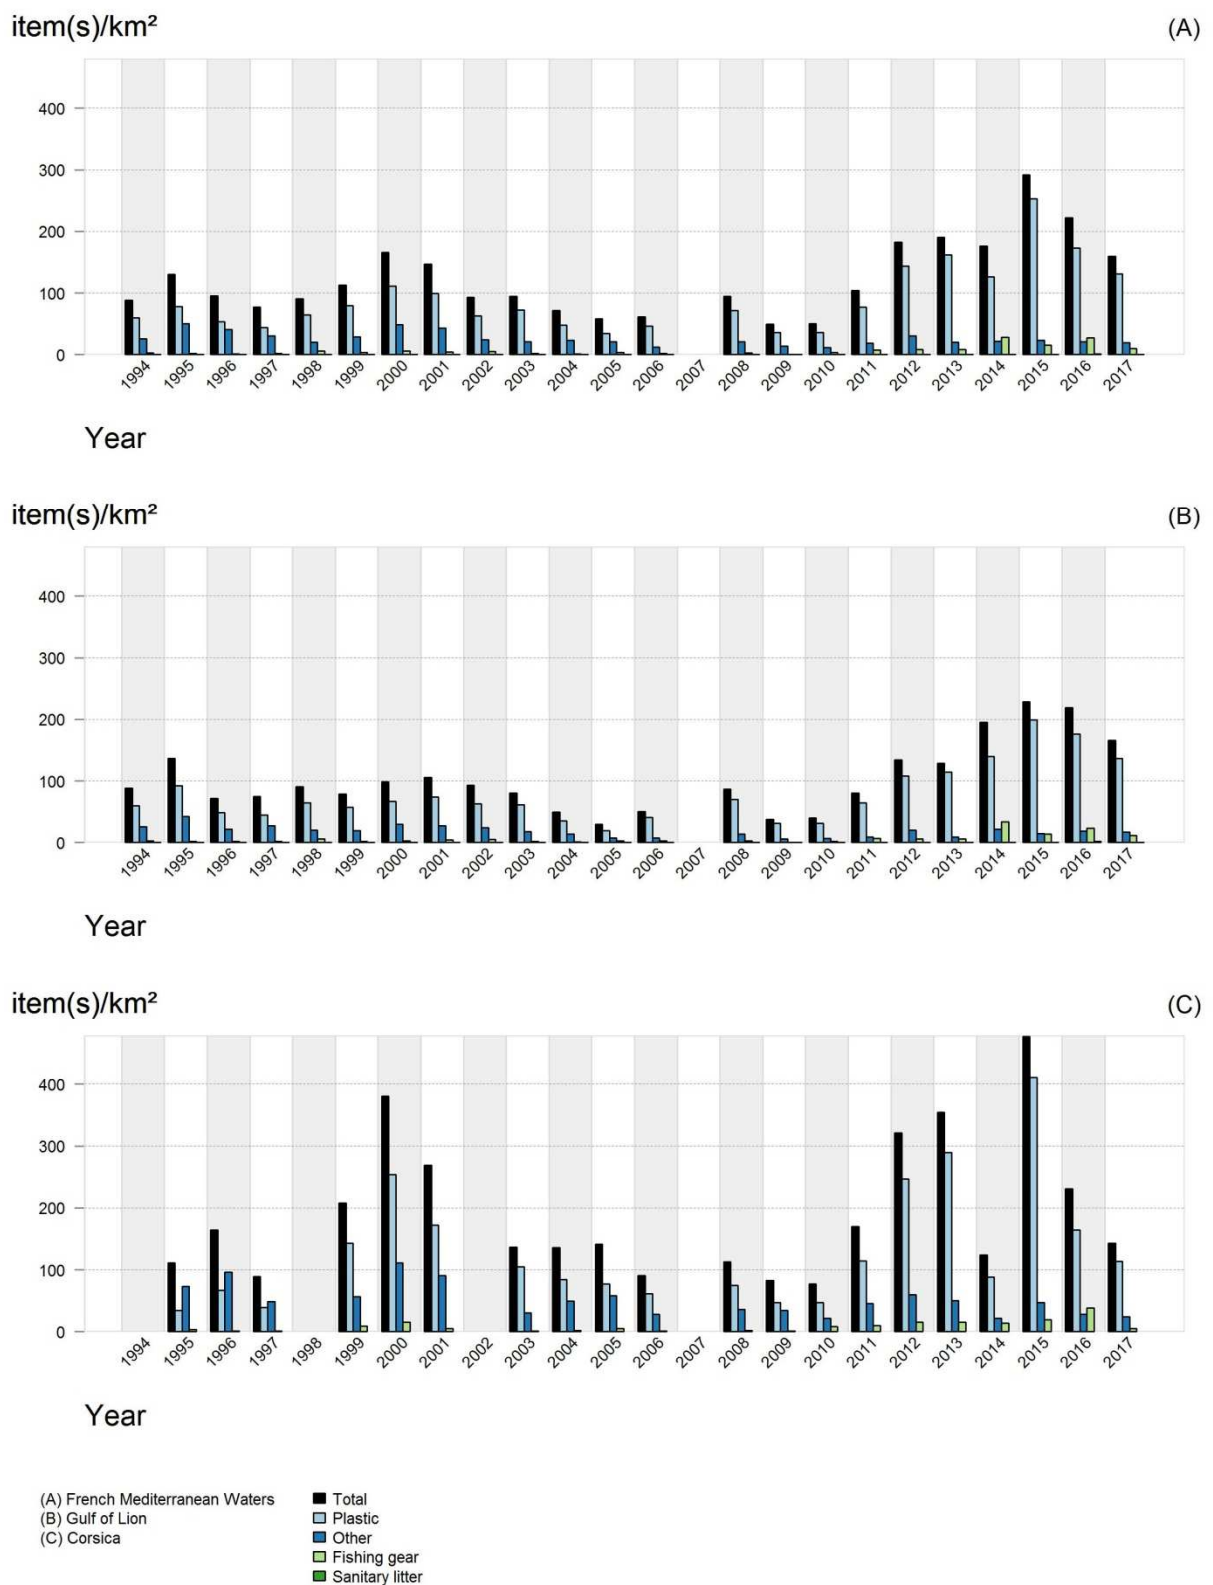 item(s)/km²
(A)
400
300
200
100
0
1994 1995 1996 1997 1998 1999 2000 2001 2002 2003 2004 2005 2006 2007 2008 2009 2010 2011 2012 2013 2014 2015 2016 2017
Year
item(s)/km²
(B)
400
300
200
100
0
1994 1995 1996 1997 1998 1999 2000 2001 2002 2003 2004 2005 2006 2007 2008 2009 2010 2011 2012 2013 2014 2015 2016 2017
Year
item(s)/km²
(C)
400
300
200
100
0
1994 1995 1996 1997 1998 1999 2000 2001 2002 2003 2004 2005 2006 2007 2008 2009 2010 2011 2012 2013 2014 2015 2016 2017
Year
(A) French Mediterranean Waters
(B) Gulf of Lion
(C) Corsica
Total
Plastic
Other
Fishing gear
Sanitary litter